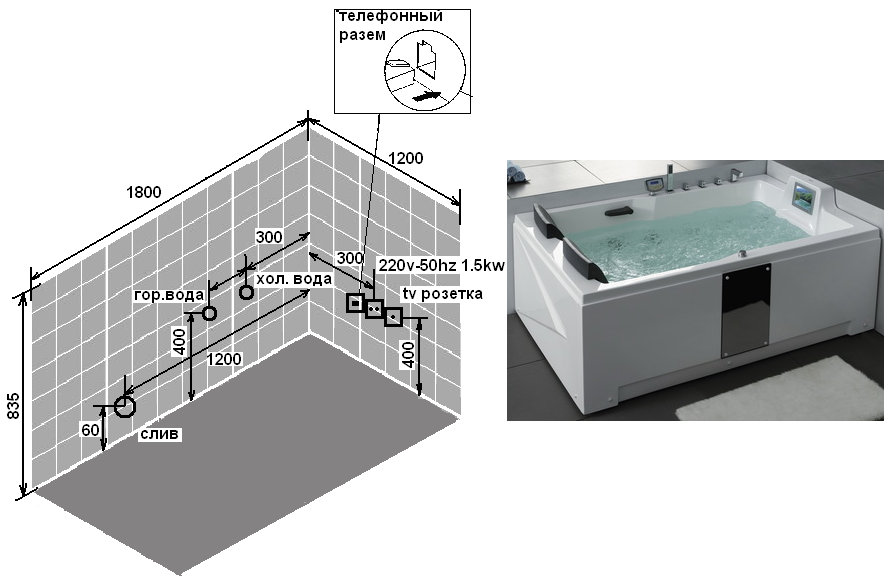 телефонный
разем
1200
1800
300
300
220v-50hz 1.5kw
хол. вода
гор.вода
tv розетка
400
1200
400
835
60
слив